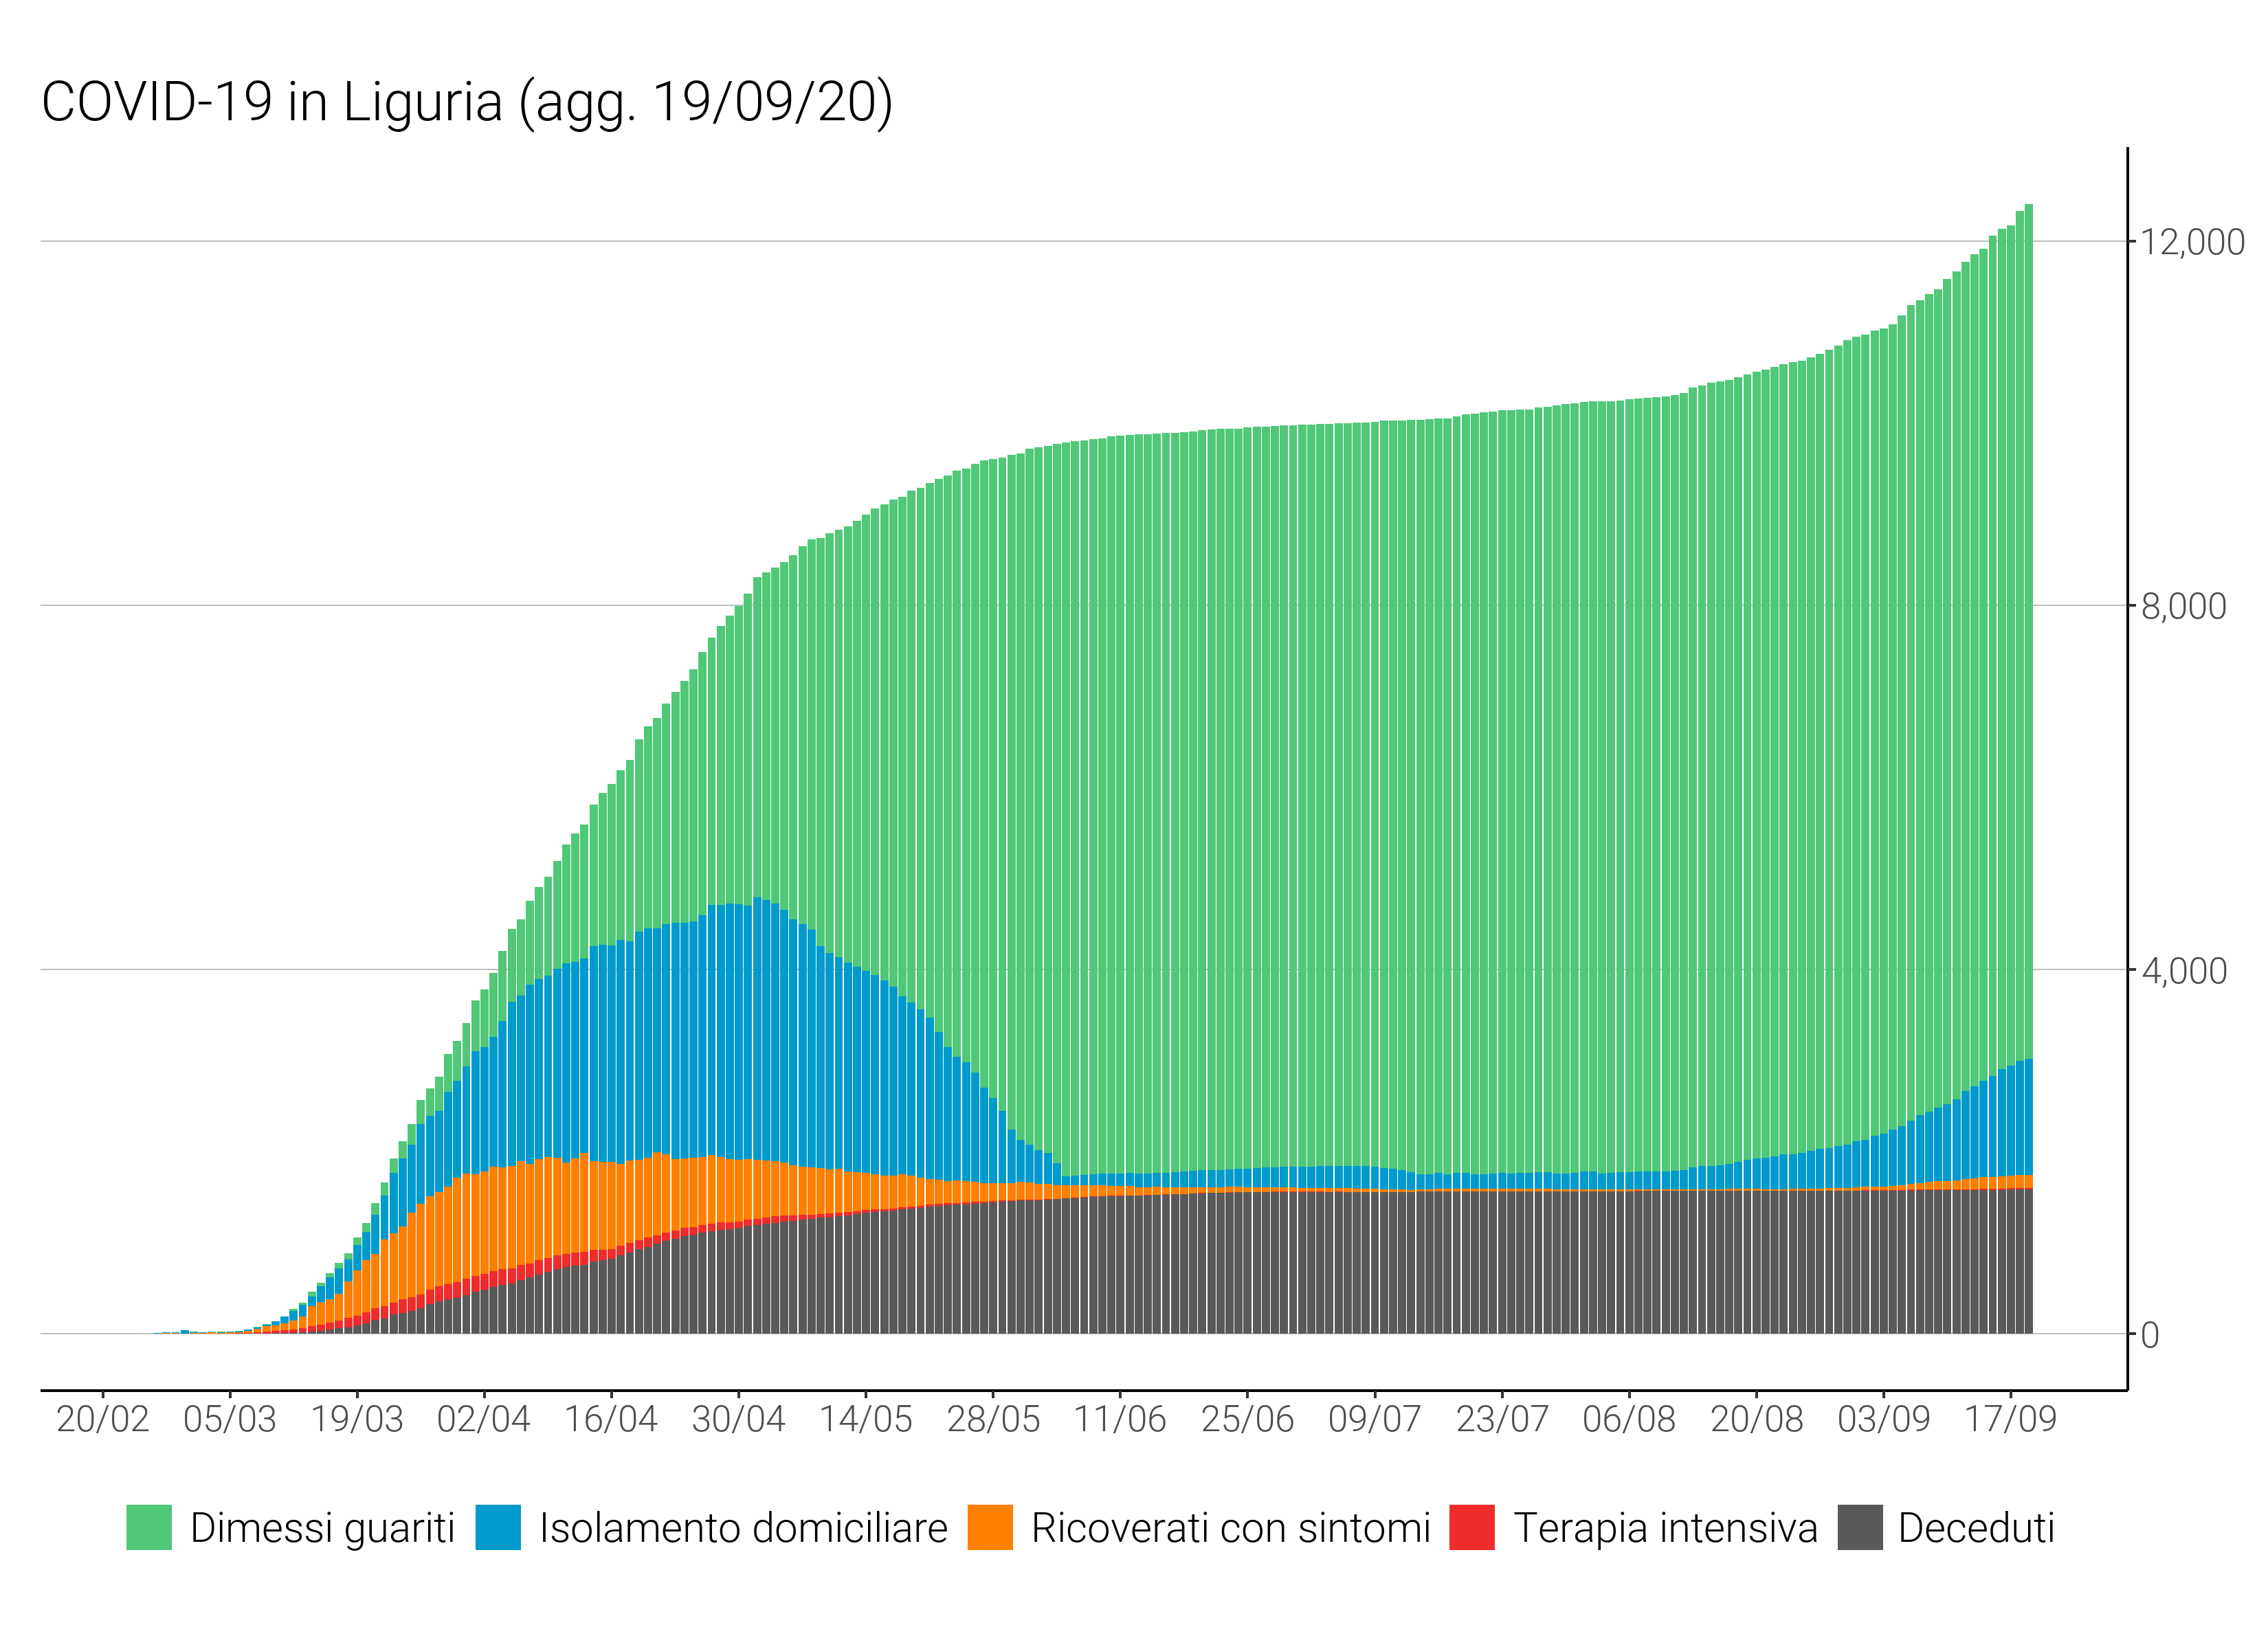 COVID-19 in Liguria (agg. 19/09/20)
12,000
8,000
4,000
0
20/02 05/03 19/03 02/04 16/04 30/04 14/05 28/05 11/06 25/06 09/07 23/07 06/08 20/08 03/09 17/09
Dimessi guariti Isolamento domiciliare Ricoverati con sintomi Terapia intensiva Deceduti